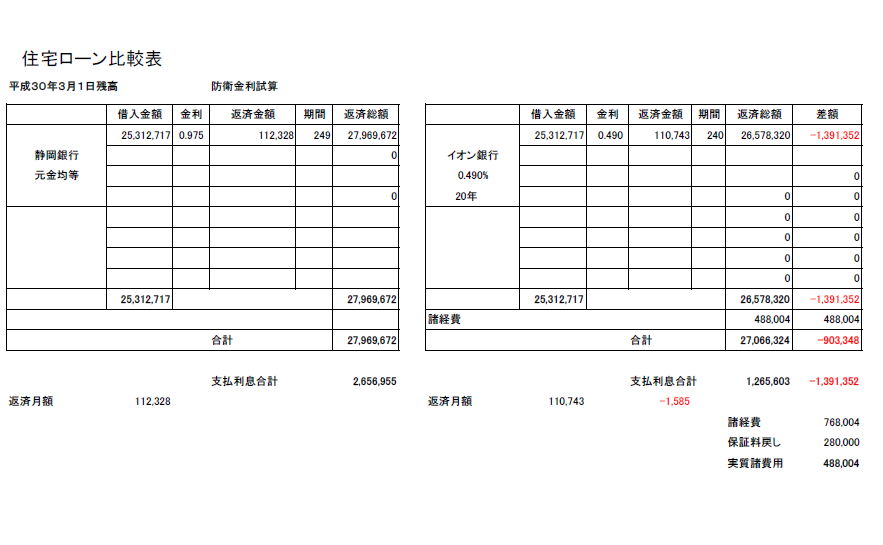 住宅ローン比較表
平成30年3月1日残高 防衛金利試算
借入金額 金利 返済金額 期間 返済総額
静岡銀行
元金均等
25,312,717 0.975 112,328 249 27,969,672
0
0
25,312,717 27,969,672
合計 27,969,672
支払利息合計 2,656,955
返済月額 112,328
借入金額 金利 返済金額 期間 返済総額 差額
イオン銀行
0.490%
20年
25,312,717 0.490 110,743 240 26,578,320 -1,391,352
0
0 0
0 0
0 0
0 0
0 0
25,312,717 26,578,320 -1,391,352
諸経費 488,004 488,004
合計 27,066,324 -903,348
支払利息合計 1,265,603 -1,391,352
返済月額 110,743 -1,585
諸経費 768,004
保証料戻し 280,000
実質諸費用 488,004